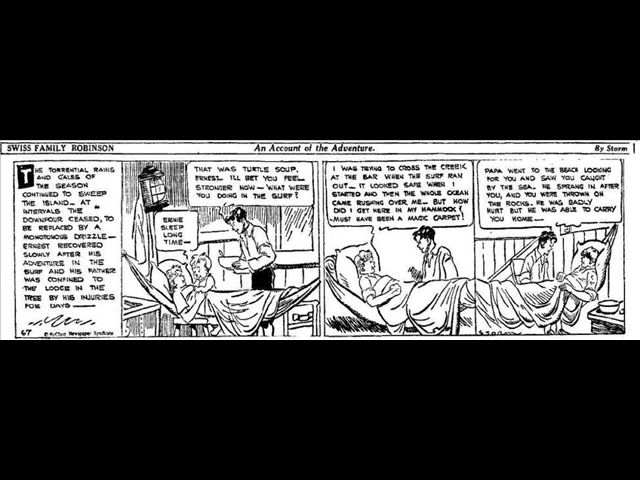 SWISS FAMILY ROBINSON
An Account of the Adventure.
By Storm
THE TORRENTIAL RAINS
AND GALES OF
THE SEASON
CONTINUED TO SWEEP
THE ISLAND — AT
INTERVALS THE
DOWNPOUR CEASED, TO
BE REPLACED BY A
MONOTONOUS DRIZZLE —
ERNEST RECOVERED
SLOWLY AFTER HIS
ADVENTURE IN THE
SURF AND HIS FATHER
WAS CONFINED TO
THE LODGE IN THE
TREE BY HIS INJURIES
FOR DAYS —
67
© McClure Newspaper Syndicate
ERNIE
SLEEP
LONG
TIME —
THAT WAS TURTLE SOUP,
ERNEST. I'LL BET YOU FEEL
STRONGER NOW — WHAT WERE
YOU DOING IN THE SURF?
I WAS TRYING TO CROSS THE CREEK
AT THE BAR WHEN THE SURF RAN
OUT — IT LOOKED SAFE WHEN I
STARTED AND THEN THE WHOLE OCEAN
CAME RUSHING OVER ME — BUT HOW
DID I GET HERE IN MY HAMMOCK?
MUST HAVE BEEN A MAGIC CARPET!
PAPA WENT TO THE BEACH LOOKING
FOR YOU AND SAW YOU CAUGHT
BY THE SEA. HE SPRANG IN AFTER
YOU, AND YOU WERE THROWN ON
THE ROCKS. HE WAS BADLY
HURT BUT HE WAS ABLE TO CARRY
YOU HOME —